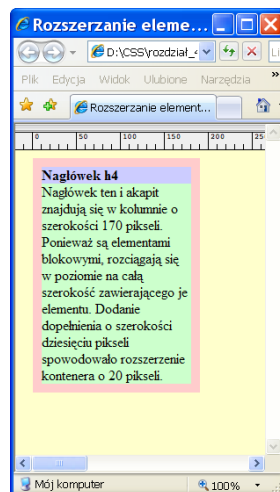 Rozszerzanie eleme...
D:\CSS\rozdział_
Plik Edycja Widok Ulubione Narzędzia »
Rozszerzanie element...
0 50 100 150 200 25
Nagłówek h4
Nagłówek ten i akapit
znajdują się w kolumnie o
szerokości 170 pikseli.
Ponieważ są elementami
blokowymi, rozciągają się
w poziomie na całą
szerokość zawierającego je
elementu. Dodanie
dopełnienia o szerokości
dziesięciu pikseli
spowodowało rozszerzenie
kontenera o 20 pikseli.
Mój komputer 100%